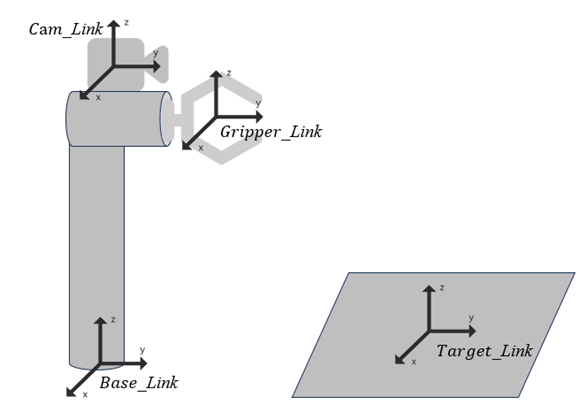 Cam_Link
z
y
x
z
y
Gripper_Link
x
z
y
x
Base_Link
z
y
Target_Link
x